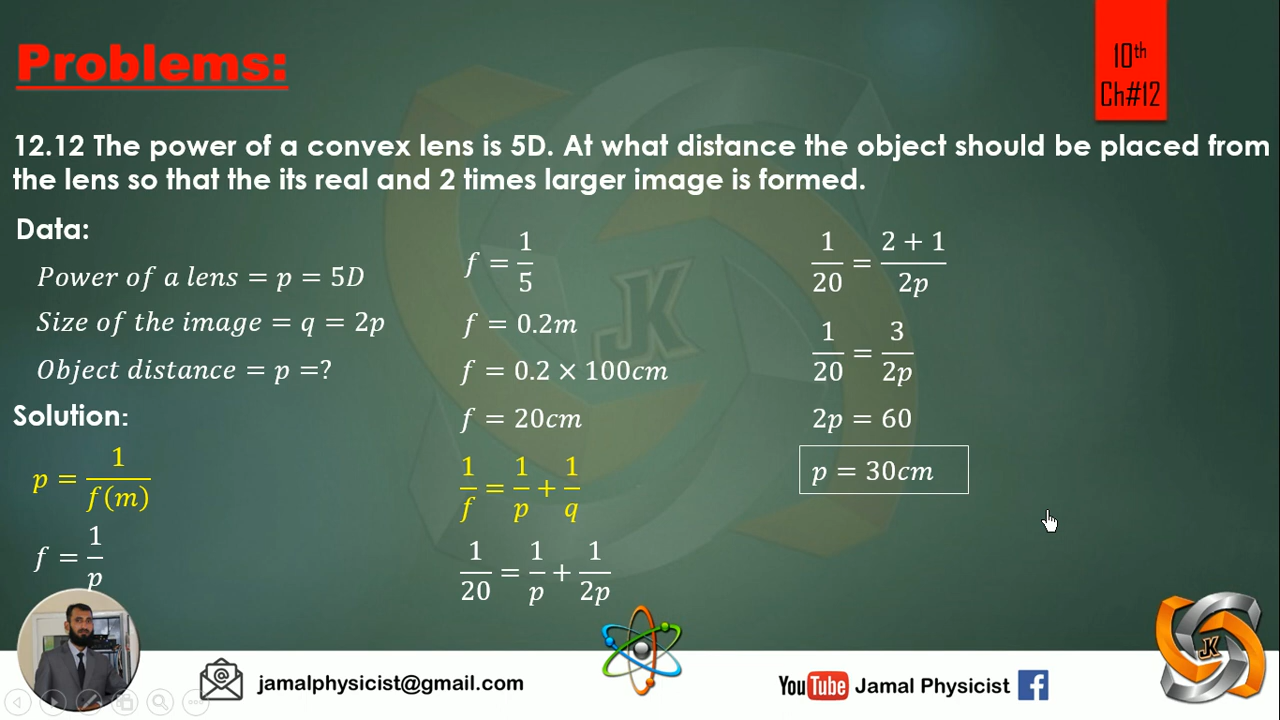 Problems:
10th
Ch#12
12.12 The power of a convex lens is 5D. At what distance the object should be placed from
the lens so that the its real and 2 times larger image is formed.
Data:
Power of a lens = p = 5D
Size of the image = q = 2p
Object distance = p =?
Solution:
p = 1/f(m)
f = 1/p
f = 1/5
f = 0.2m
f = 0.2 × 100cm
f = 20cm
1/f = 1/p + 1/q
1/20 = 1/p + 1/2p
1/20 = 2 + 1/2p
1/20 = 3/2p
2p = 60
p = 30cm
JK
jamalphysicist@gmail.com
YouTube Jamal Physicist f
JK